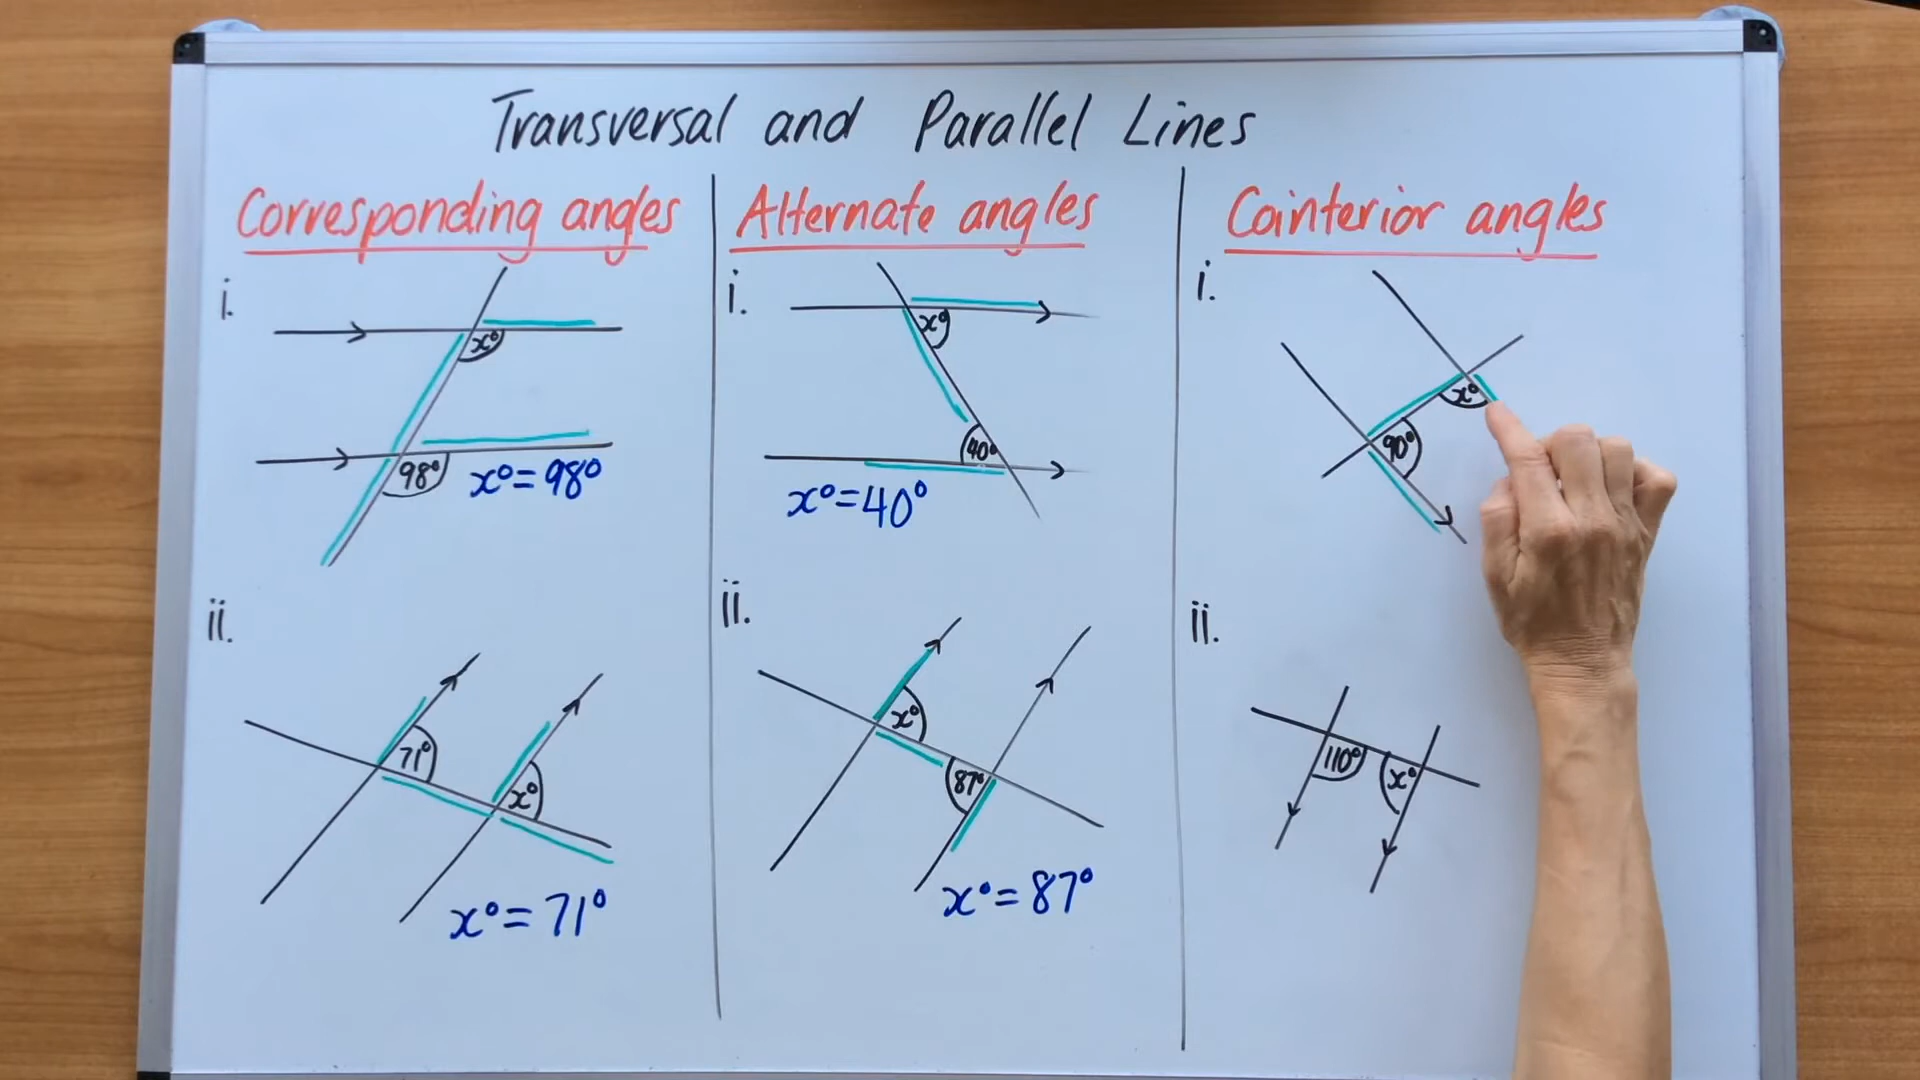 Transversal and Parallel Lines
Corresponding angles
i.
x°
98°
x°=98°
ii.
71°
x°
x°=71°
Alternate angles
i.
x°
40°
x°=40°
ii.
x°
87°
x°=87°
Cointerior angles
i.
x°
90°
ii.
110°
x°